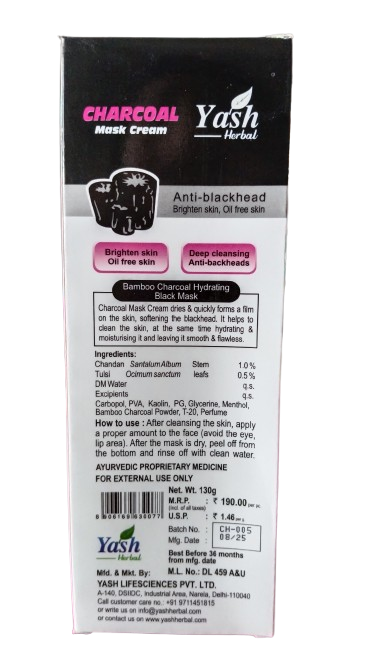 CHARCOAL
Mask Cream
Yash
Herbal
Anti-blackhead
Brighten skin, Oil free skin
Brighten skin
Oil free skin
Deep cleansing
Anti-backheads
Bamboo Charcoal Hydrating
Black Mask
Charcoal Mask Cream dries & quickly forms a film
on the skin, softening the blackhead. It helps to
clean the skin, at the same time hydrating &
moisturising it and leaving it smooth & flawless.
Ingredients:
Chandan Santalum Album Stem 1.0%
Tulsi Ocimum sanctum leafs 0.5%
DM Water q.s.
Excipients q.s.
Carbopol, PVA, Kaolin, PG, Glycerine, Menthol,
Bamboo Charcoal Powder, T-20, Perfume
How to use : After cleansing the skin, apply
a proper amount to the face (avoid the eye,
lip area). After the mask is dry, peel off from
the bottom and rinse off with clean water.
AYURVEDIC PROPRIETARY MEDICINE
FOR EXTERNAL USE ONLY
Net. Wt. 130g
M.R.P. : ₹ 190.00
(incl. of all taxes)
U.S.P. : ₹ 1.46
Batch No. : CH-005
Mfg. Date : 08/25
Best Before 36 months
from mfg. date
M.L. No.: DL 459 A&U
Yash
Herbal
Mfd. & Mkt. By:
YASH LIFESCIENCES PVT. LTD.
A-140, DSIIDC, Industrial Area, Narela, Delhi-110040
Call customer care no.: +91 9711451815
or write us on info@yashherbal.com
or contact us on www.yashherbal.com